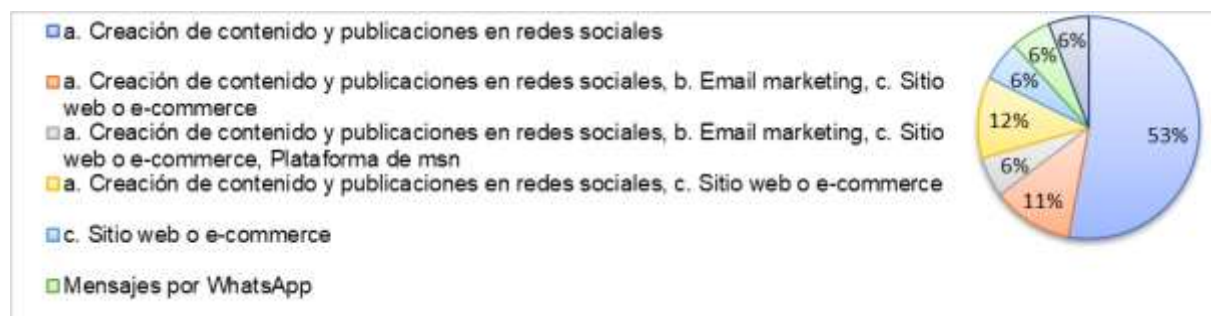 a. Creación de contenido y publicaciones en redes sociales
a. Creación de contenido y publicaciones en redes sociales, b. Email marketing, c. Sitio
web o e-commerce
a. Creación de contenido y publicaciones en redes sociales, b. Email marketing, c. Sitio
web o e-commerce, Plataforma de msn
a. Creación de contenido y publicaciones en redes sociales, c. Sitio web o e-commerce
c. Sitio web o e-commerce
Mensajes por WhatsApp
6%
6%
6%
12%
53%
6%
11%